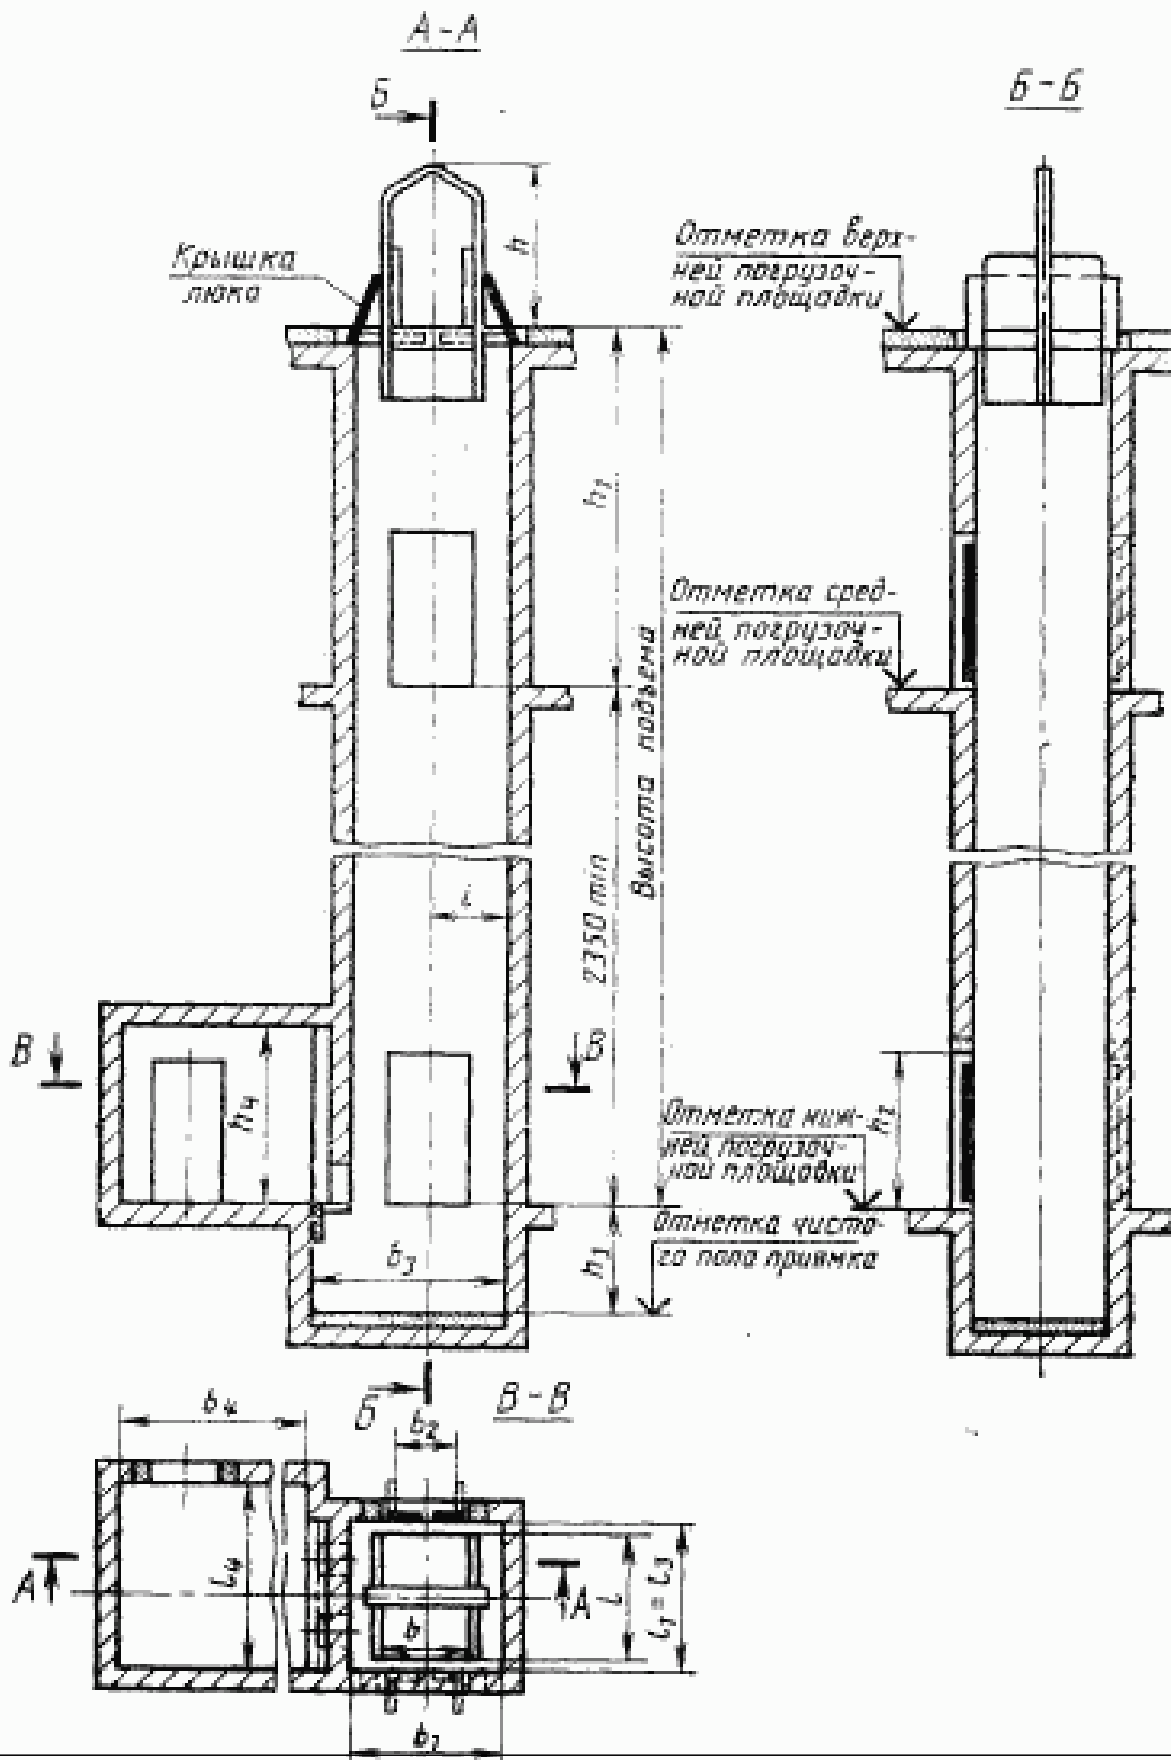 А-А
Б
Б-Б
h
Крышка
люка
Отметка верх-
ней погрузоч-
ной площадки
h₁
Отметка сред-
ней погрузоч-
ной площадки
Высота подъема
2350 min
l
В
В
h₄
h₂
Отметка ниж-
ней погрузоч-
ной площадки
Отметка чисто-
го пола приямка
b₃
h₃
Б
В-В
b₄
b₂
L₄
А
А
b
L
L₁ = L₃
b₁